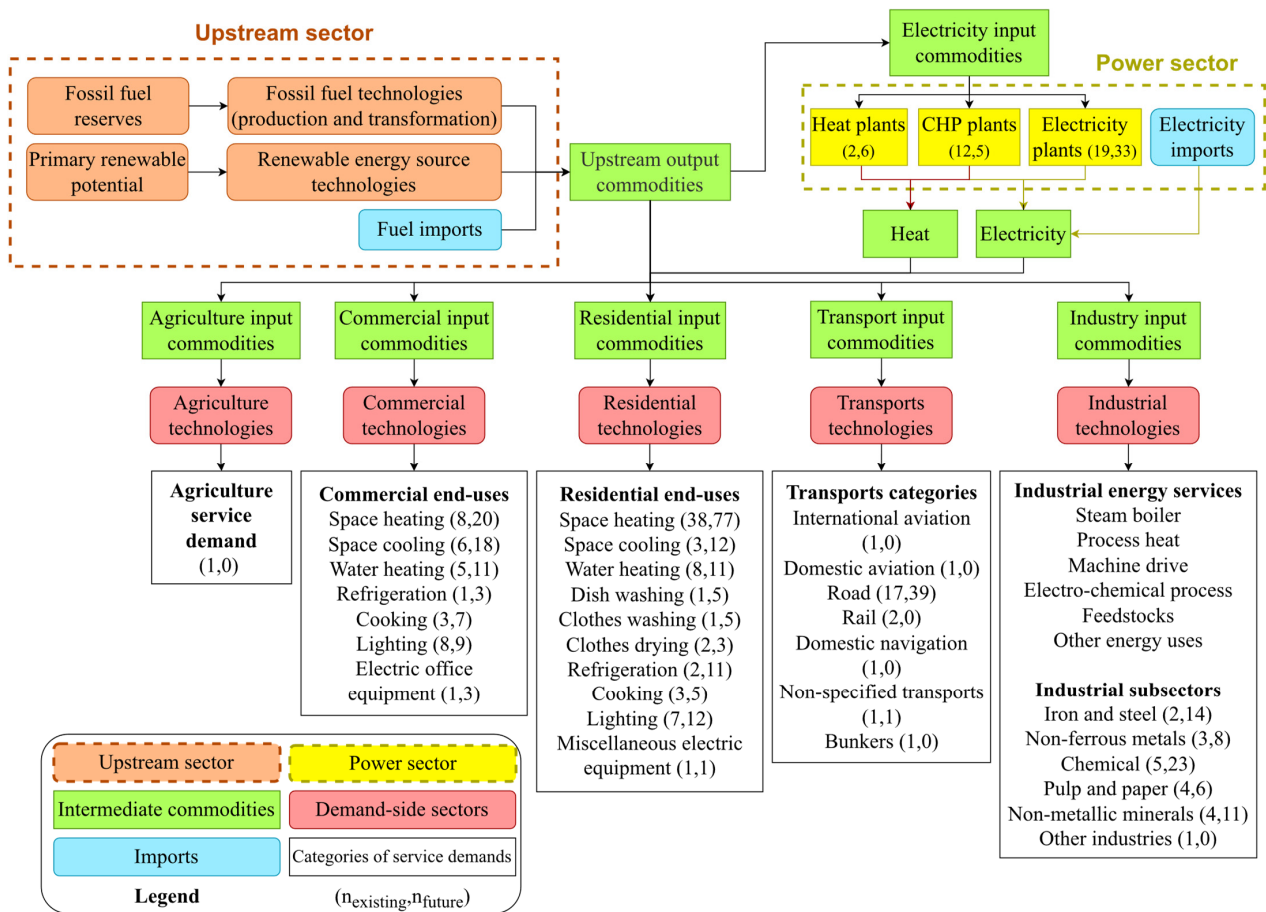 Upstream sector
Electricity input
commodities
Power sector
Fossil fuel
reserves
Fossil fuel technologies
(production and transformation)
Heat plants
(2,6)
CHP plants
(12,5)
Electricity
plants (19,33)
Electricity
imports
Primary renewable
potential
Renewable energy source
technologies
Upstream output
commodities
Fuel imports
Heat
Electricity
Agriculture input
commodities
Commercial input
commodities
Residential input
commodities
Transport input
commodities
Industry input
commodities
Agriculture
technologies
Commercial
technologies
Residential
technologies
Transports
technologies
Industrial
technologies
Agriculture
service
demand
(1,0)
Commercial end-uses
Space heating (8,20)
Space cooling (6,18)
Water heating (5,11)
Refrigeration (1,3)
Cooking (3,7)
Lighting (8,9)
Electric office
equipment (1,3)
Residential end-uses
Space heating (38,77)
Space cooling (3,12)
Water heating (8,11)
Dish washing (1,5)
Clothes washing (1,5)
Clothes drying (2,3)
Refrigeration (2,11)
Cooking (3,5)
Lighting (7,12)
Miscellaneous electric
equipment (1,1)
Transports categories
International aviation
(1,0)
Domestic aviation (1,0)
Road (17,39)
Rail (2,0)
Domestic navigation
(1,0)
Non-specified transports
(1,1)
Bunkers (1,0)
Industrial energy services
Steam boiler
Process heat
Machine drive
Electro-chemical process
Feedstocks
Other energy uses
Industrial subsectors
Iron and steel (2,14)
Non-ferrous metals (3,8)
Chemical (5,23)
Pulp and paper (4,6)
Non-metallic minerals (4,11)
Other industries (1,0)
Upstream sector
Power sector
Intermediate commodities
Demand-side sectors
Imports
Categories of service demands
Legend
(n_existing,n_future)